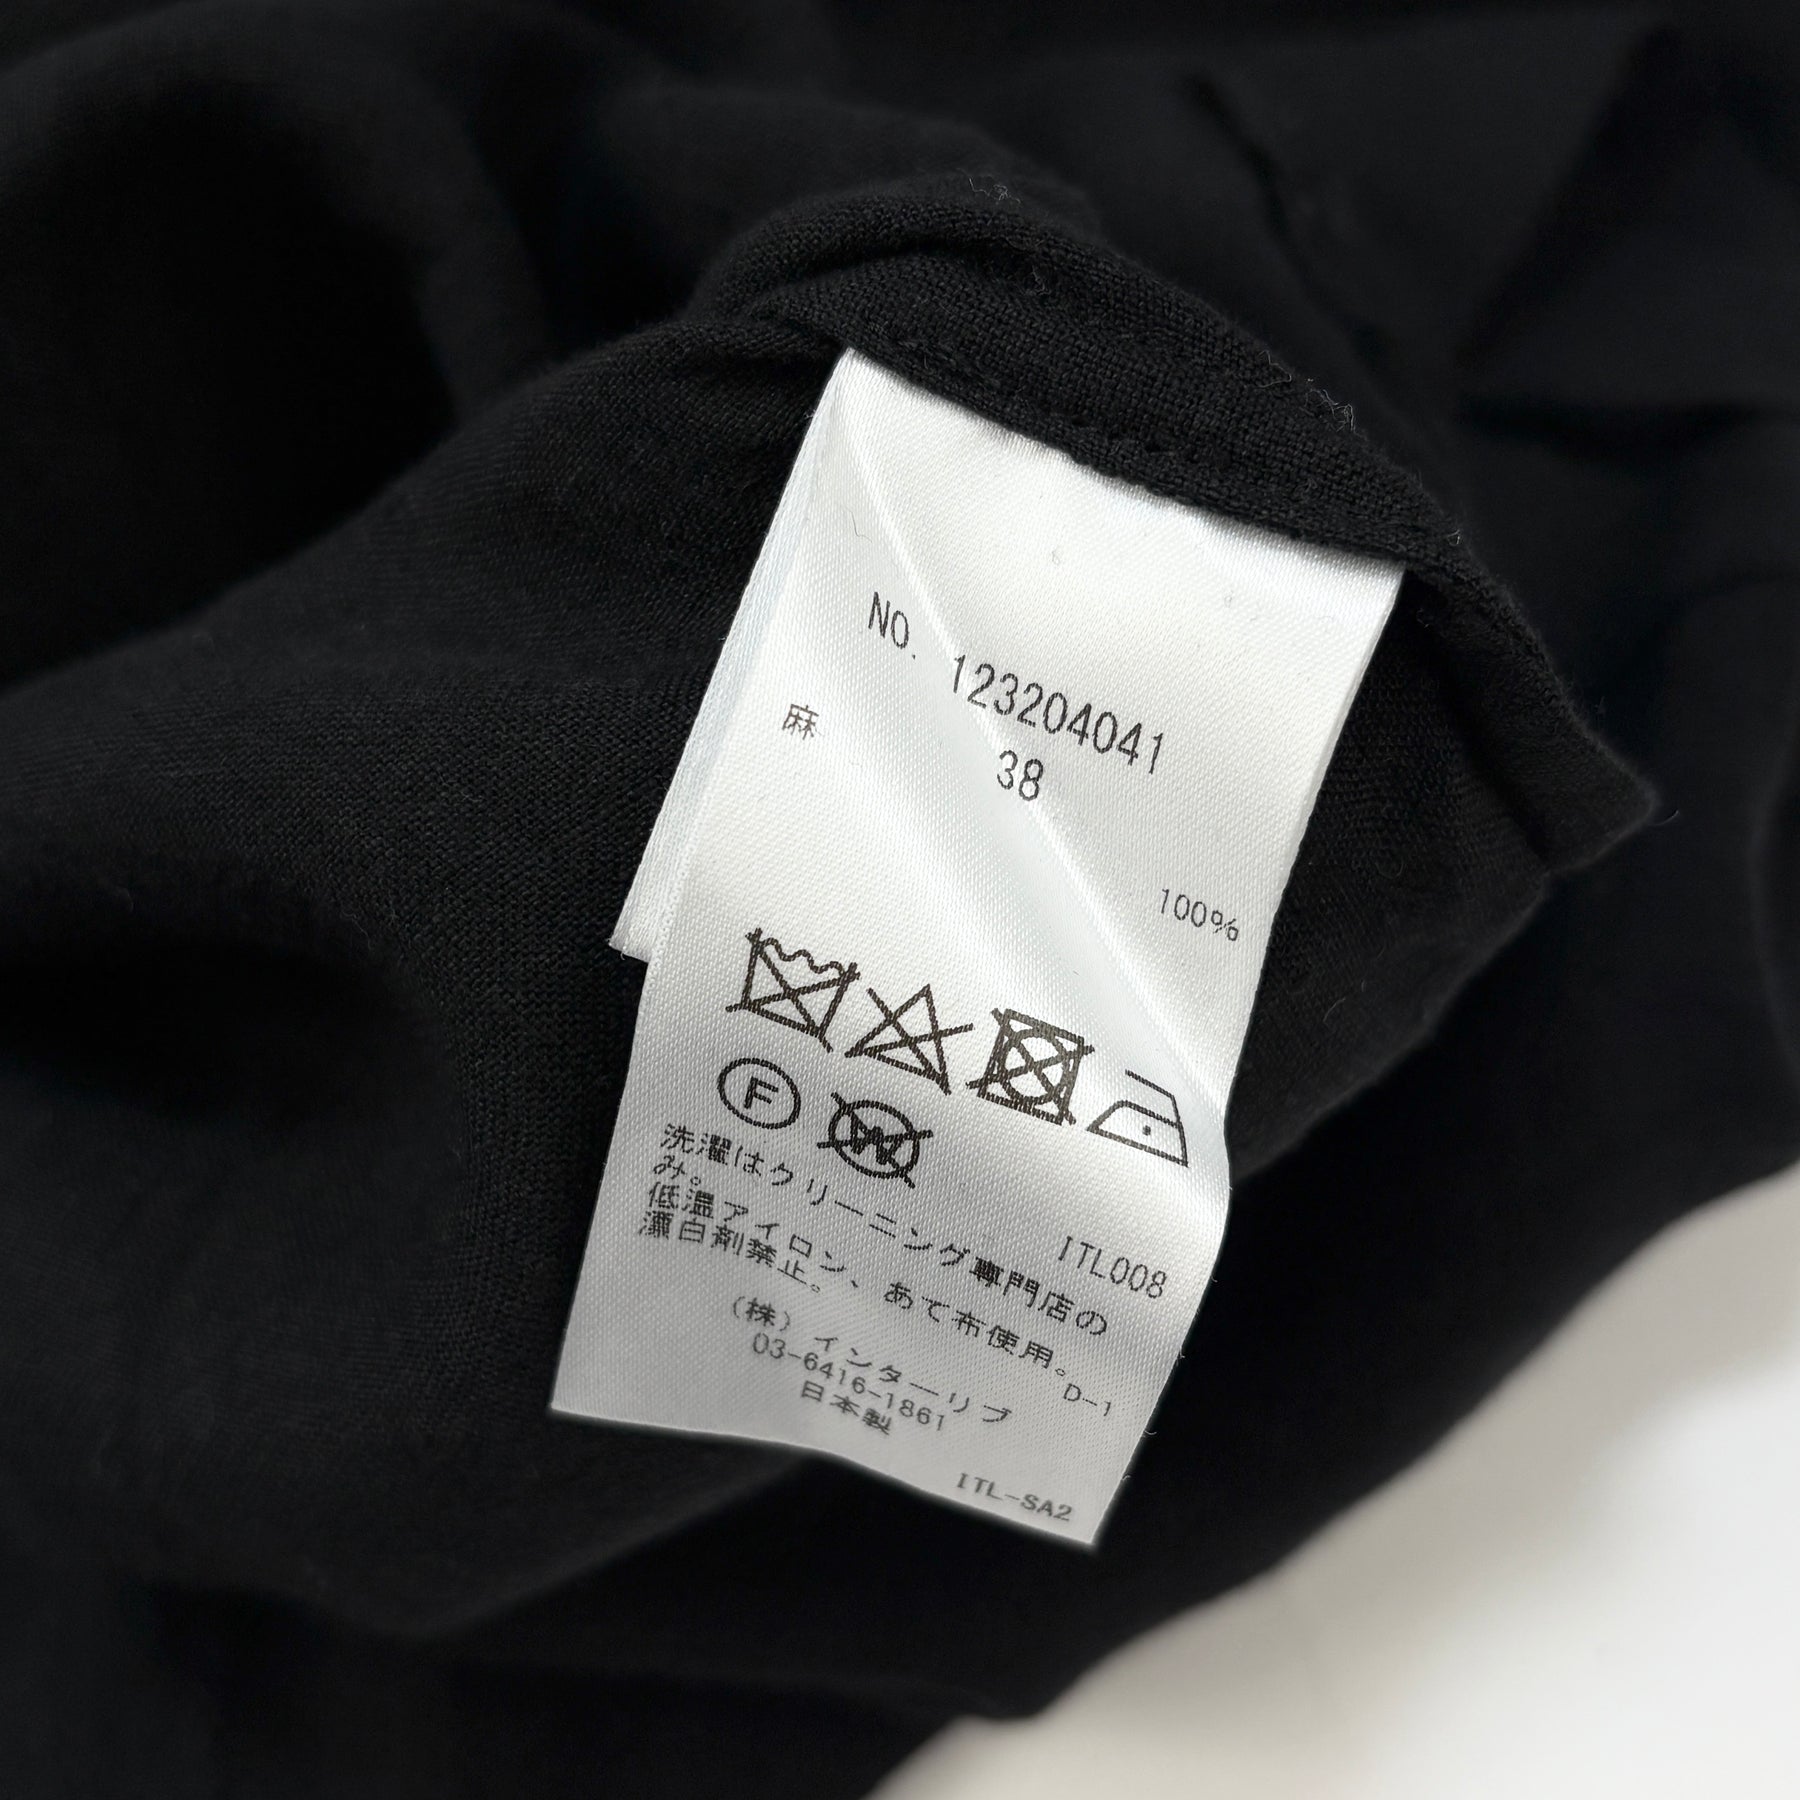 NO. 123204041
38
麻 100%
F
W
ITL008
洗濯はクリーニング専門店の
み。
低温アイロン、あて布使用。
漂白剤禁止。 D-1
(株)インターリブ
03-6416-1861
日本製
ITL-SA2